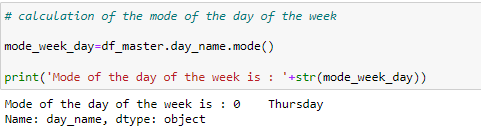 # calculation of the mode of the day of the week
mode_week_day=df_master.day_name.mode()
print('Mode of the day of the week is : '+str(mode_week_day))
Mode of the day of the week is : 0    Thursday
Name: day_name, dtype: object